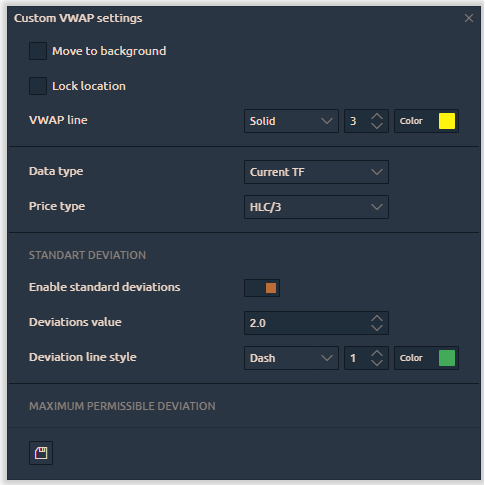 Custom VWAP settings
Move to background
Lock location
VWAP line Solid 3 Color
Data type Current TF
Price type HLC/3
STANDART DEVIATION
Enable standard deviations
Deviations value 2.0
Deviation line style Dash 1 Color
MAXIMUM PERMISSIBLE DEVIATION